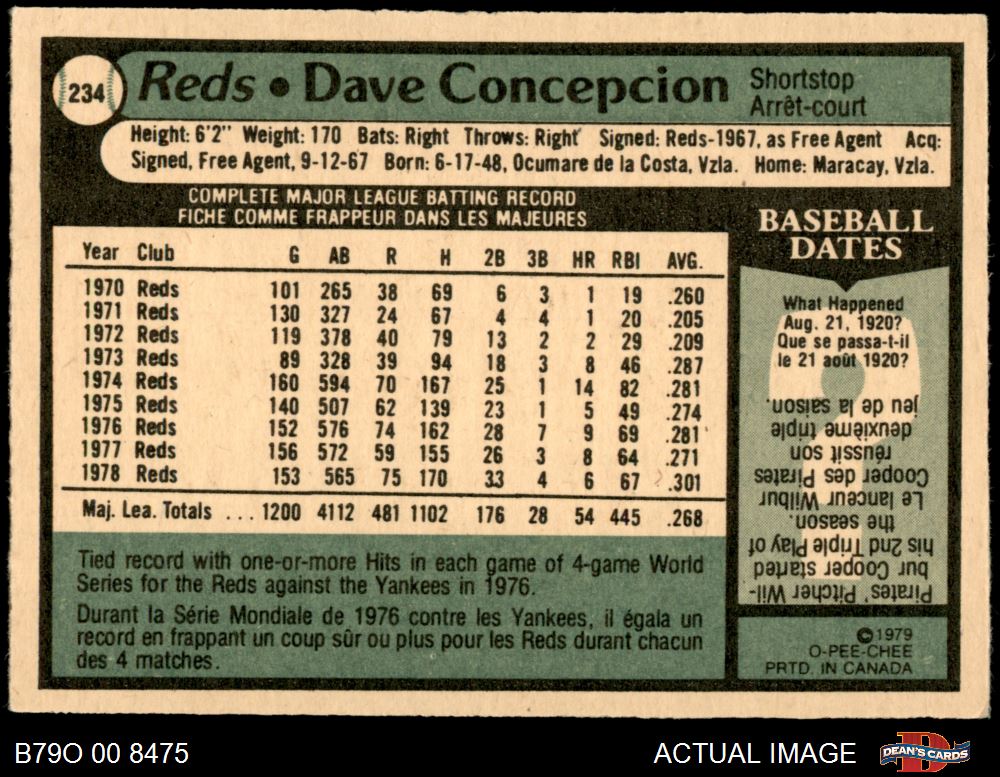 234
Reds • Dave Concepcion
Shortstop
Arrêt-court
Height: 6'2" Weight: 170 Bats: Right Throws: Right Signed: Reds-1967, as Free Agent Acq:
Signed, Free Agent, 9-12-67 Born: 6-17-48, Ocumare de la Costa, Vzla. Home: Maracay, Vzla.
COMPLETE MAJOR LEAGUE BATTING RECORD
FICHE COMME FRAPPEUR DANS LES MAJEURES
Year Club G AB R H 2B 3B HR RBI AVG.
1970 Reds 101 265 38 69 6 3 1 19 .260
1971 Reds 130 327 24 67 4 4 1 20 .205
1972 Reds 119 378 40 79 13 2 2 29 .209
1973 Reds 89 328 39 94 18 3 8 46 .287
1974 Reds 160 594 70 167 25 1 14 82 .281
1975 Reds 140 507 62 139 23 1 5 49 .274
1976 Reds 152 576 74 162 28 7 9 69 .281
1977 Reds 156 572 59 155 26 3 8 64 .271
1978 Reds 153 565 75 170 33 4 6 67 .301
Maj. Lea. Totals ... 1200 4112 481 1102 176 28 54 445 .268
Tied record with one-or-more Hits in each game of 4-game World
Series for the Reds against the Yankees in 1976.
Durant la Série Mondiale de 1976 contre les Yankees, il égala un
record en frappant un coup sûr ou plus pour les Reds durant chacun
des 4 matches.
BASEBALL
DATES
What Happened
Aug. 21, 1920?
Que se passa-t-il
le 21 août 1920?
Pirates' Pitcher Wil-
bur Cooper started
his 2nd Triple Play of
the season.
Le lanceur Wilbur
Cooper des Pirates
réussit son
deuxième triple
jeu de la saison.
©1979
O-PEE-CHEE
PRTD. IN CANADA
B79O 00 8475
ACTUAL IMAGE
DEAN'S CARDS